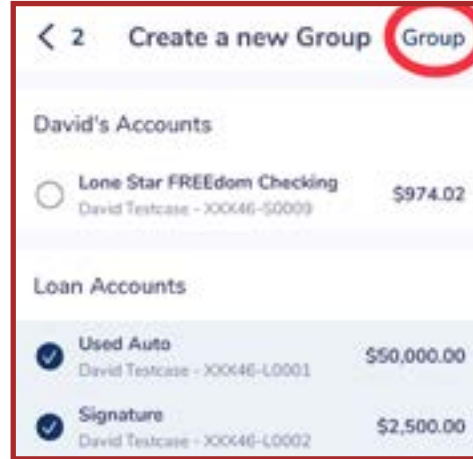 2 Create a new Group Group
David's Accounts
Lone Star FREEdom Checking
$974.02
David Testcase - XXX46-S0009
Loan Accounts
Used Auto
$50,000.00
David Testcase - XXX46-L0001
Signature
$2,500.00
David Testcase - XXX46-L0002